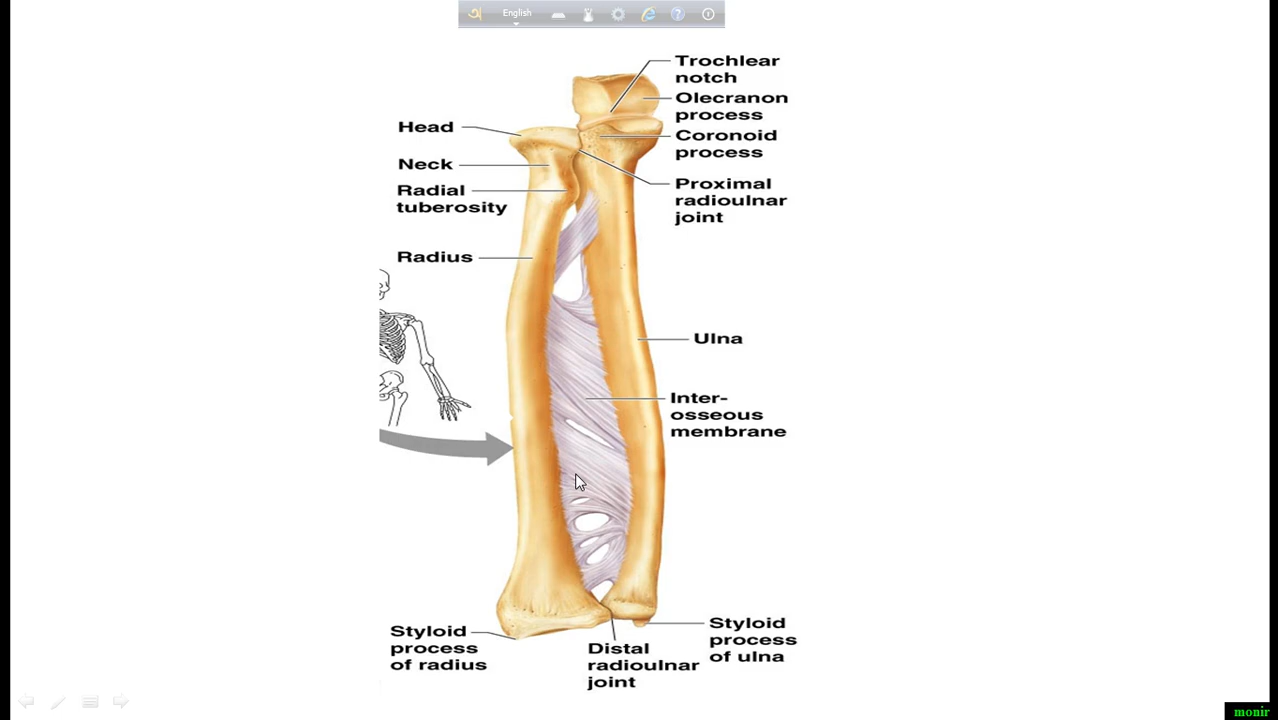 English
Trochlear
notch
Olecranon
process
Head
Coronoid
process
Neck
Proximal
radioulnar
joint
Radial
tuberosity
Radius
Ulna
Inter-
osseous
membrane
Styloid
process
of radius
Distal
radioulnar
joint
Styloid
process
of ulna
monir